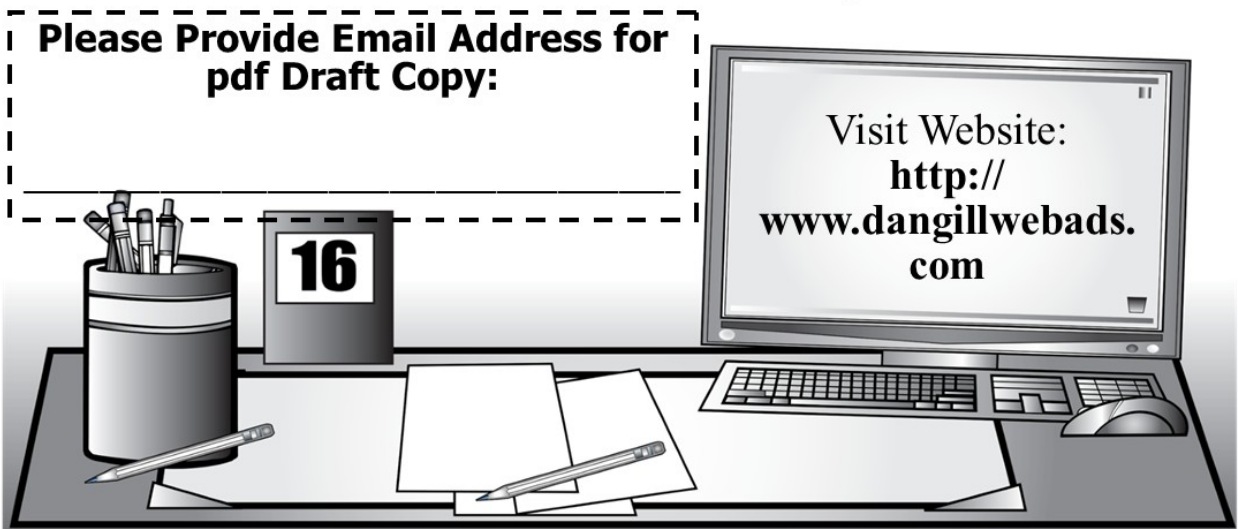 Please Provide Email Address for
pdf Draft Copy:
Visit Website:
http://
www.dangillwebads.
com
16